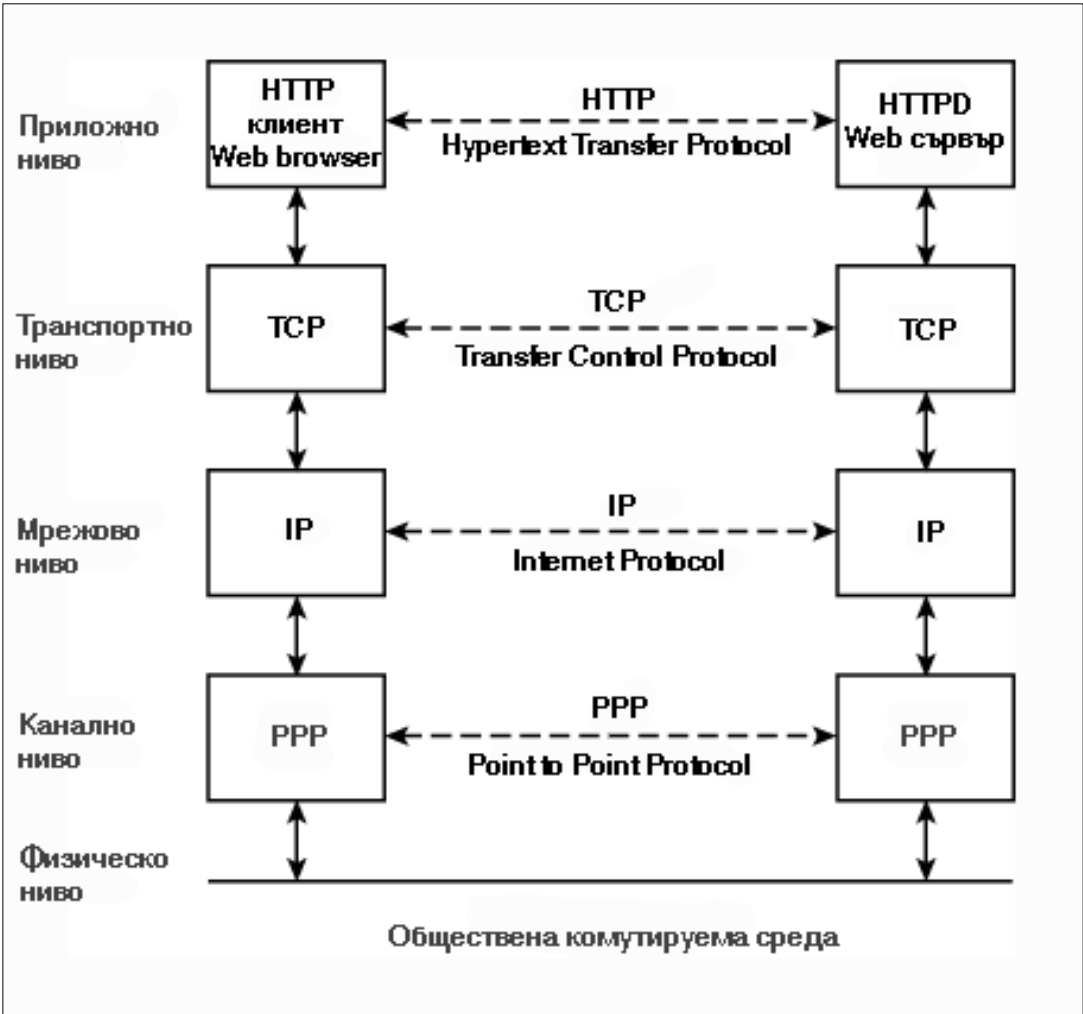 Приложно
ниво
HTTP
клиент
Web browser
HTTP
Hypertext Transfer Protocol
HTTPD
Web сървър
Транспортно
ниво
TCP
TCP
Transfer Control Protocol
TCP
Мрежово
ниво
IP
IP
Internet Protocol
IP
Канално
ниво
PPP
PPP
Point to Point Protocol
PPP
Физическо
ниво
Обществена комутируема среда